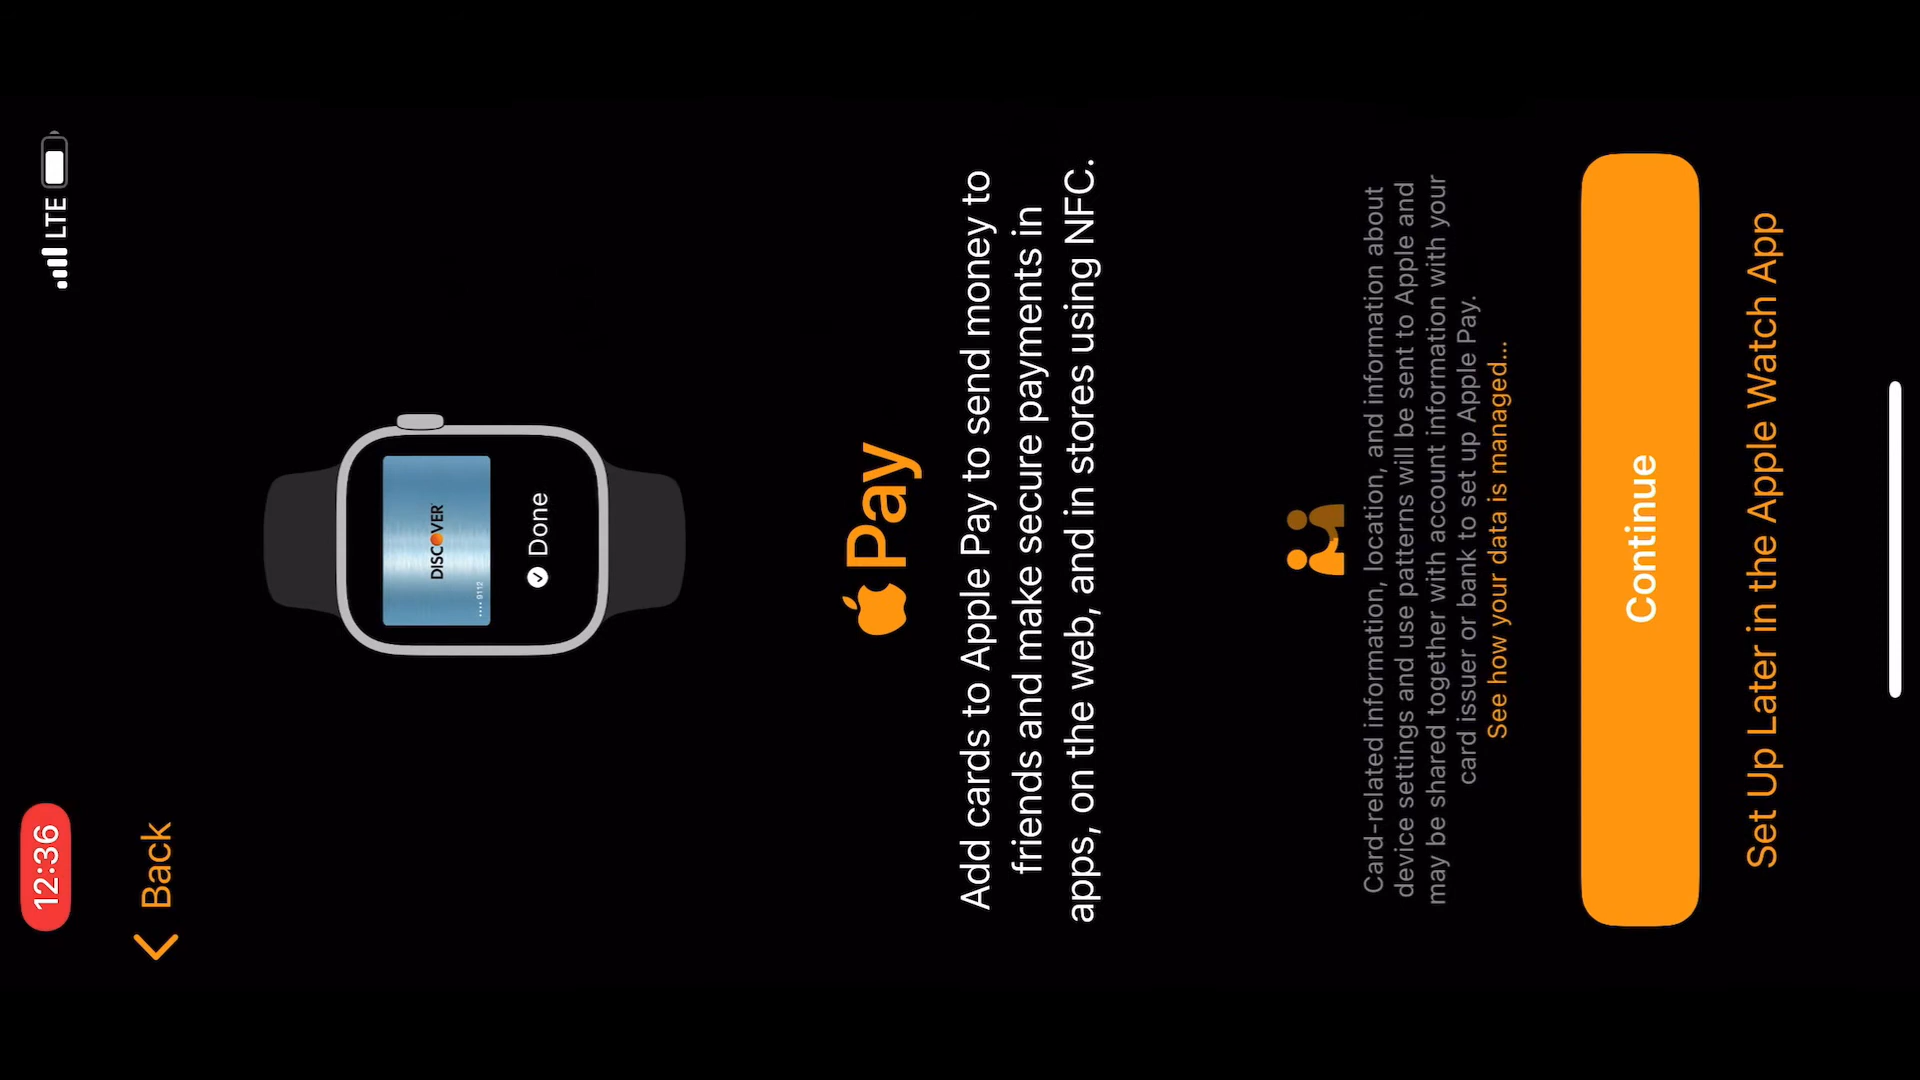 12:36
LTE
Back
DISCOVER
•••• 9112
Done
Pay
Add cards to Apple Pay to send money to
friends and make secure payments in
apps, on the web, and in stores using NFC.
Card-related information, location, and information about
device settings and use patterns will be sent to Apple and
may be shared together with account information with your
card issuer or bank to set up Apple Pay.
See how your data is managed...
Continue
Set Up Later in the Apple Watch App